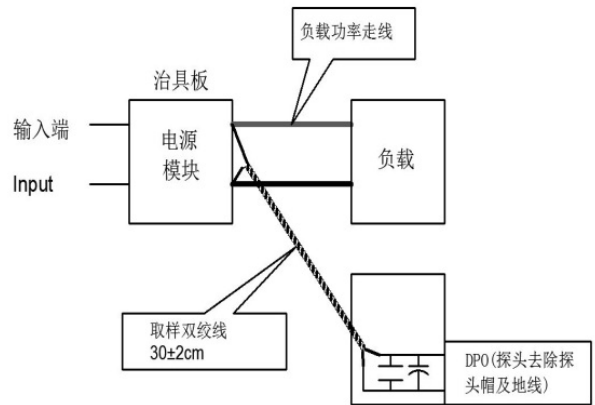 负载功率走线
治具板
输入端
Input
电源
模块
负载
取样双绞线
30±2cm
DPO(探头去除探
头帽及地线)